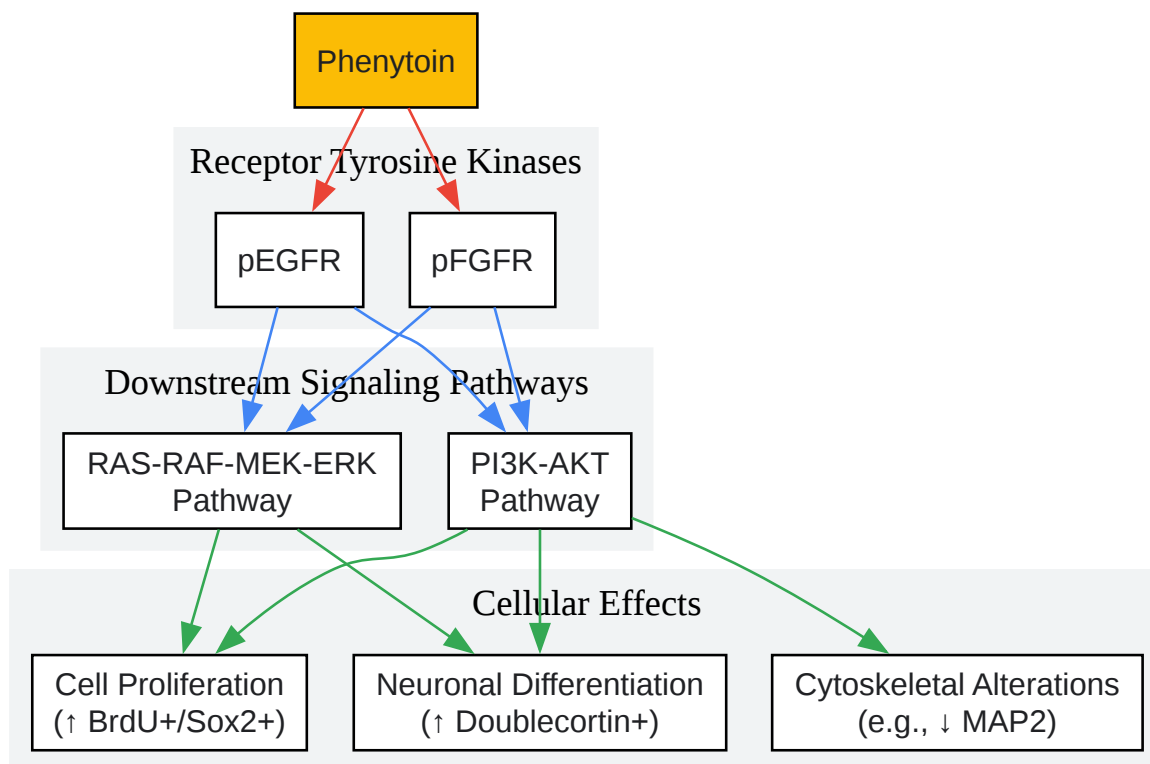 Phenytoin
Receptor Tyrosine Kinases
pEGFR
pFGFR
Downstream Signaling Pathways
RAS-RAF-MEK-ERK
Pathway
PI3K-AKT
Pathway
Cellular Effects
Cell Proliferation
(↑ BrdU+/Sox2+)
Neuronal Differentiation
(↑ Doublecortin+)
Cytoskeletal Alterations
(e.g., ↓ MAP2)